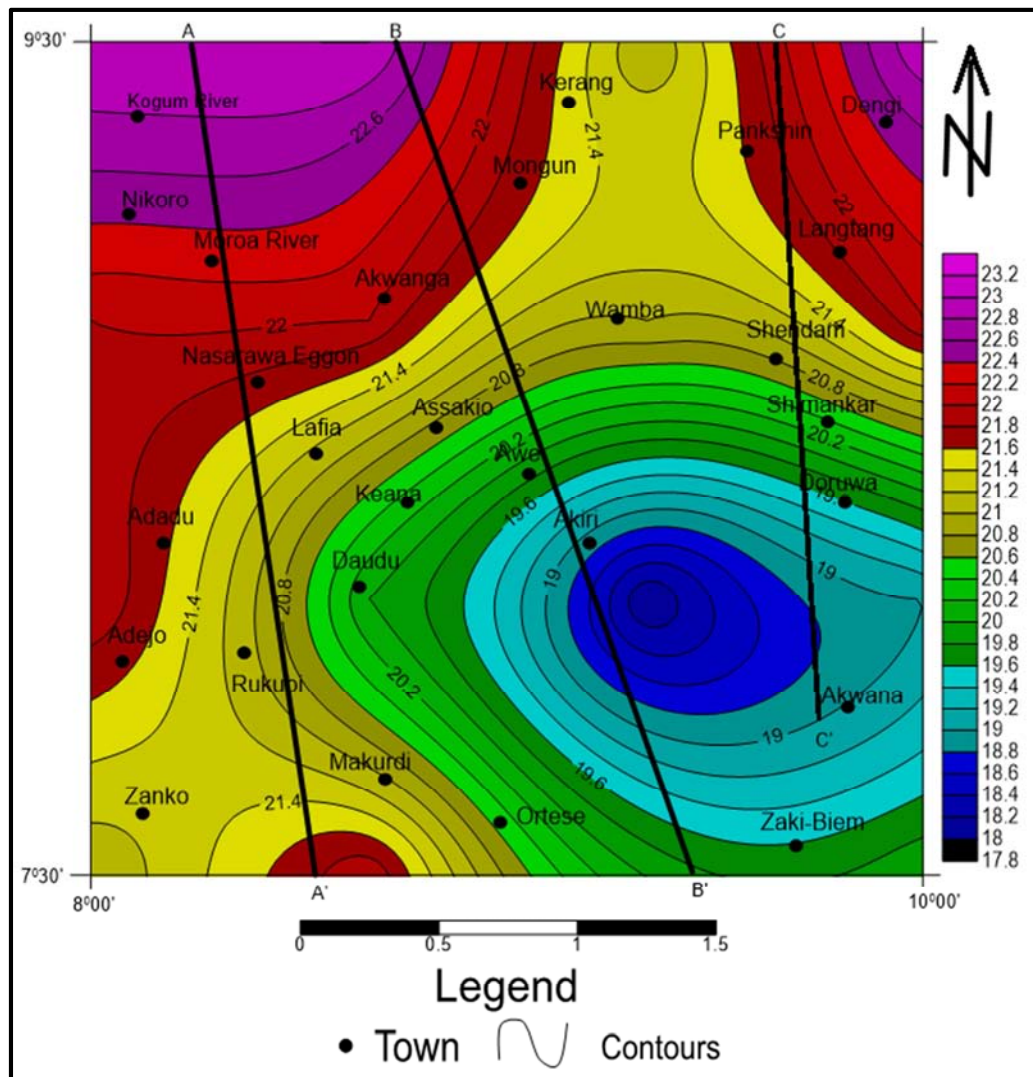 A B C
9°30'
Kerang
Kogum River
Dengi
22.6
22
21.4
Pankshin
N
Mongun
Nikoro
22
Moroa River
Langtang
Akwanga
Wamba
21.4
22
Shendam
Nasarawa Eggon
21.4
20.8
20.8
Assakio
Shimankar
Lafia
20.2
20.2
Awe
Keana
Doruwa
19.6
19.
Adadu
Akiri
Daudu
19
19
20.8
21.4
Adejo
Rukubi
20.2
Akwana
19
C'
Makurdi
19.6
Zanko
21.4
Ortese
Zaki-Biem
7°30'
A'
B'
8°00'
10°00'
23.2
23
22.8
22.6
22.4
22.2
22
21.8
21.6
21.4
21.2
21
20.8
20.6
20.4
20.2
20
19.8
19.6
19.4
19.2
19
18.8
18.6
18.4
18.2
18
17.8
0 0.5 1 1.5
Legend
Town Contours